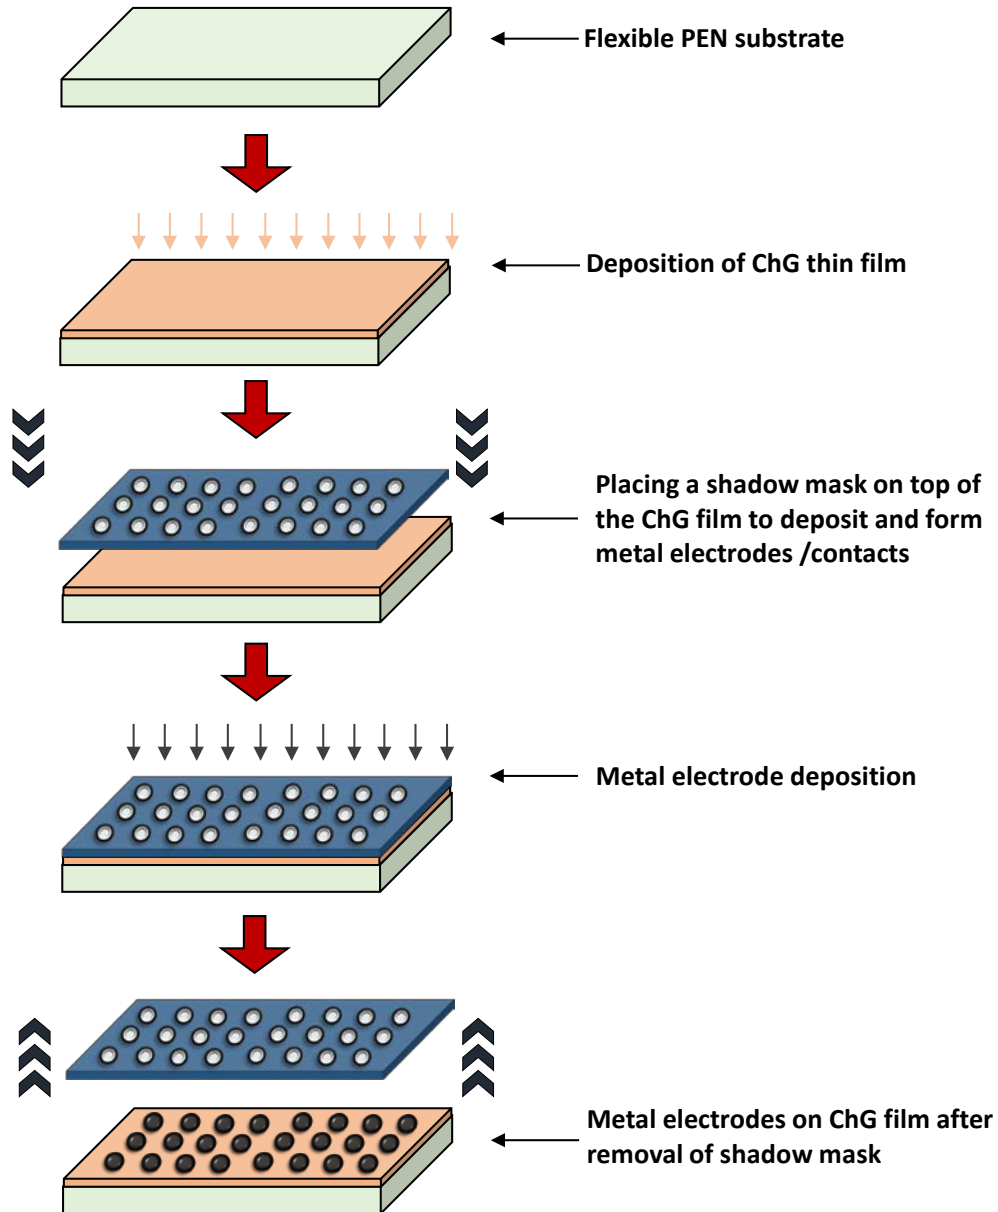 Flexible PEN substrate
Deposition of ChG thin film
Placing a shadow mask on top of
the ChG film to deposit and form
metal electrodes /contacts
Metal electrode deposition
Metal electrodes on ChG film after
removal of shadow mask